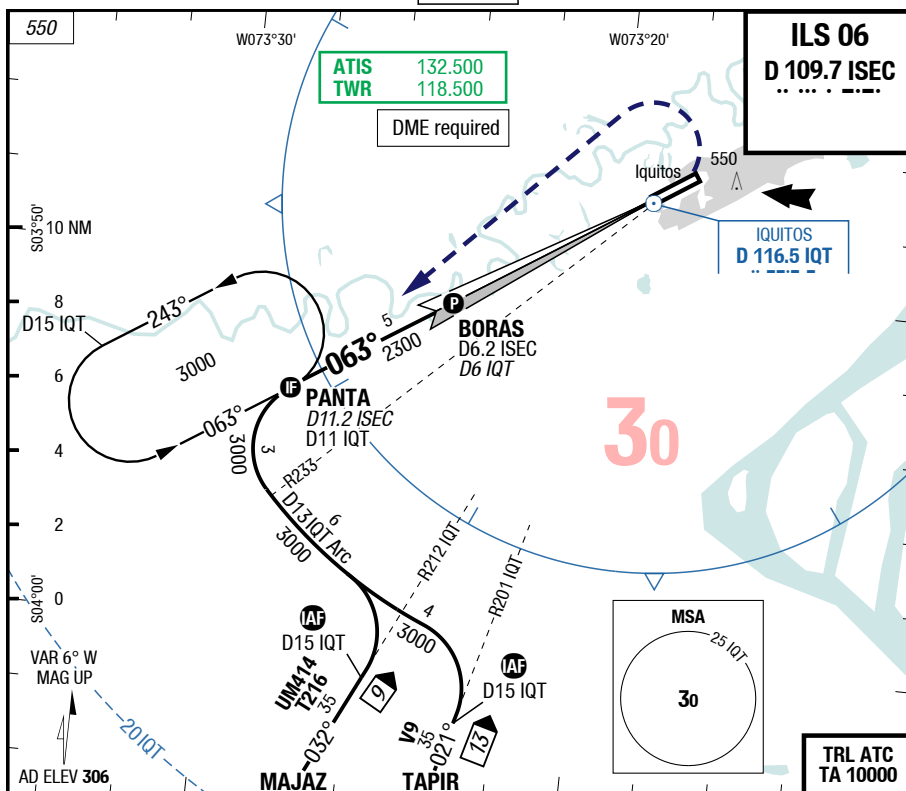 550
W073°30'
W073°20'
ILS 06
D 109.7 ISEC
ATIS 132.500
TWR 118.500
DME required
Iquitos
550
S03°50'
10 NM
IQUITOS
D 116.5 IQT
8
D15 IQT
243°
3000
5
063°
2300
P
BORAS
D6.2 ISEC
D6 IQT
6
IF
PANTA
D11.2 ISEC
D11 IQT
063°
30
4
3000
3
R233
D13 IQT Arc
6
3000
2
R212 IQT
R201 IQT
S04°00'
0
4
3000
IAF
D15 IQT
IAF
D15 IQT
MSA
25 IQT
30
VAR 6° W
MAG UP
UM414
T216
35
9
032°
V9
35
021°
13
20 IQT
AD ELEV 306
MAJAZ
TAPIR
TRL ATC
TA 10000